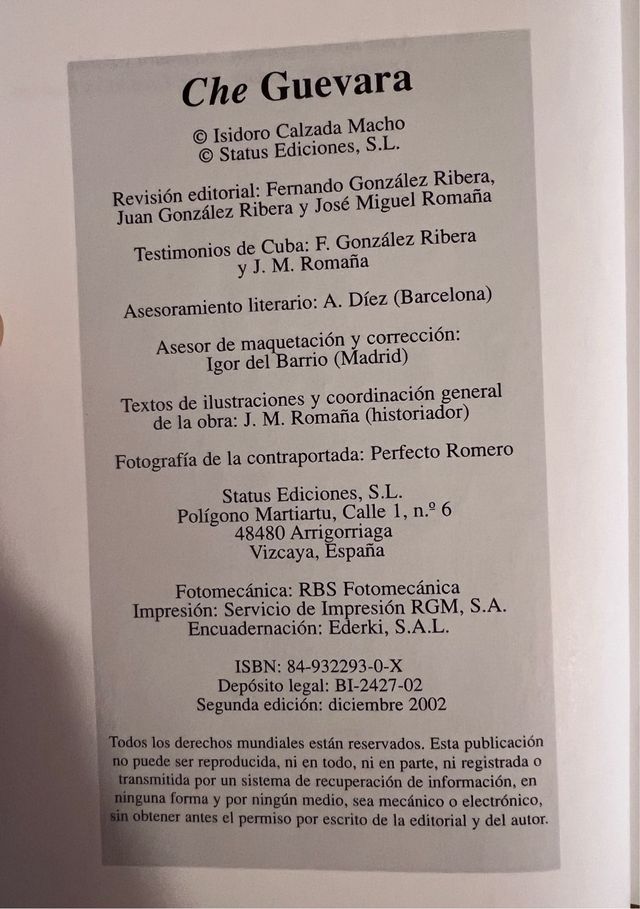 Che Guevara
© Isidoro Calzada Macho
© Status Ediciones, S.L.
Revisión editorial: Fernando González Ribera,
Juan González Ribera y José Miguel Romaña
Testimonios de Cuba: F. González Ribera
y J. M. Romaña
Asesoramiento literario: A. Díez (Barcelona)
Asesor de maquetación y corrección:
Igor del Barrio (Madrid)
Textos de ilustraciones y coordinación general
de la obra: J. M. Romaña (historiador)
Fotografía de la contraportada: Perfecto Romero
Status Ediciones, S.L.
Polígono Martiartu, Calle 1, n.º 6
48480 Arrigorriaga
Vizcaya, España
Fotomecánica: RBS Fotomecánica
Impresión: Servicio de Impresión RGM, S.A.
Encuadernación: Ederki, S.A.L.
ISBN: 84-932293-0-X
Depósito legal: BI-2427-02
Segunda edición: diciembre 2002
Todos los derechos mundiales están reservados. Esta publicación
no puede ser reproducida, ni en todo, ni en parte, ni registrada o
transmitida por un sistema de recuperación de información, en
ninguna forma y por ningún medio, sea mecánico o electrónico,
sin obtener antes el permiso por escrito de la editorial y del autor.